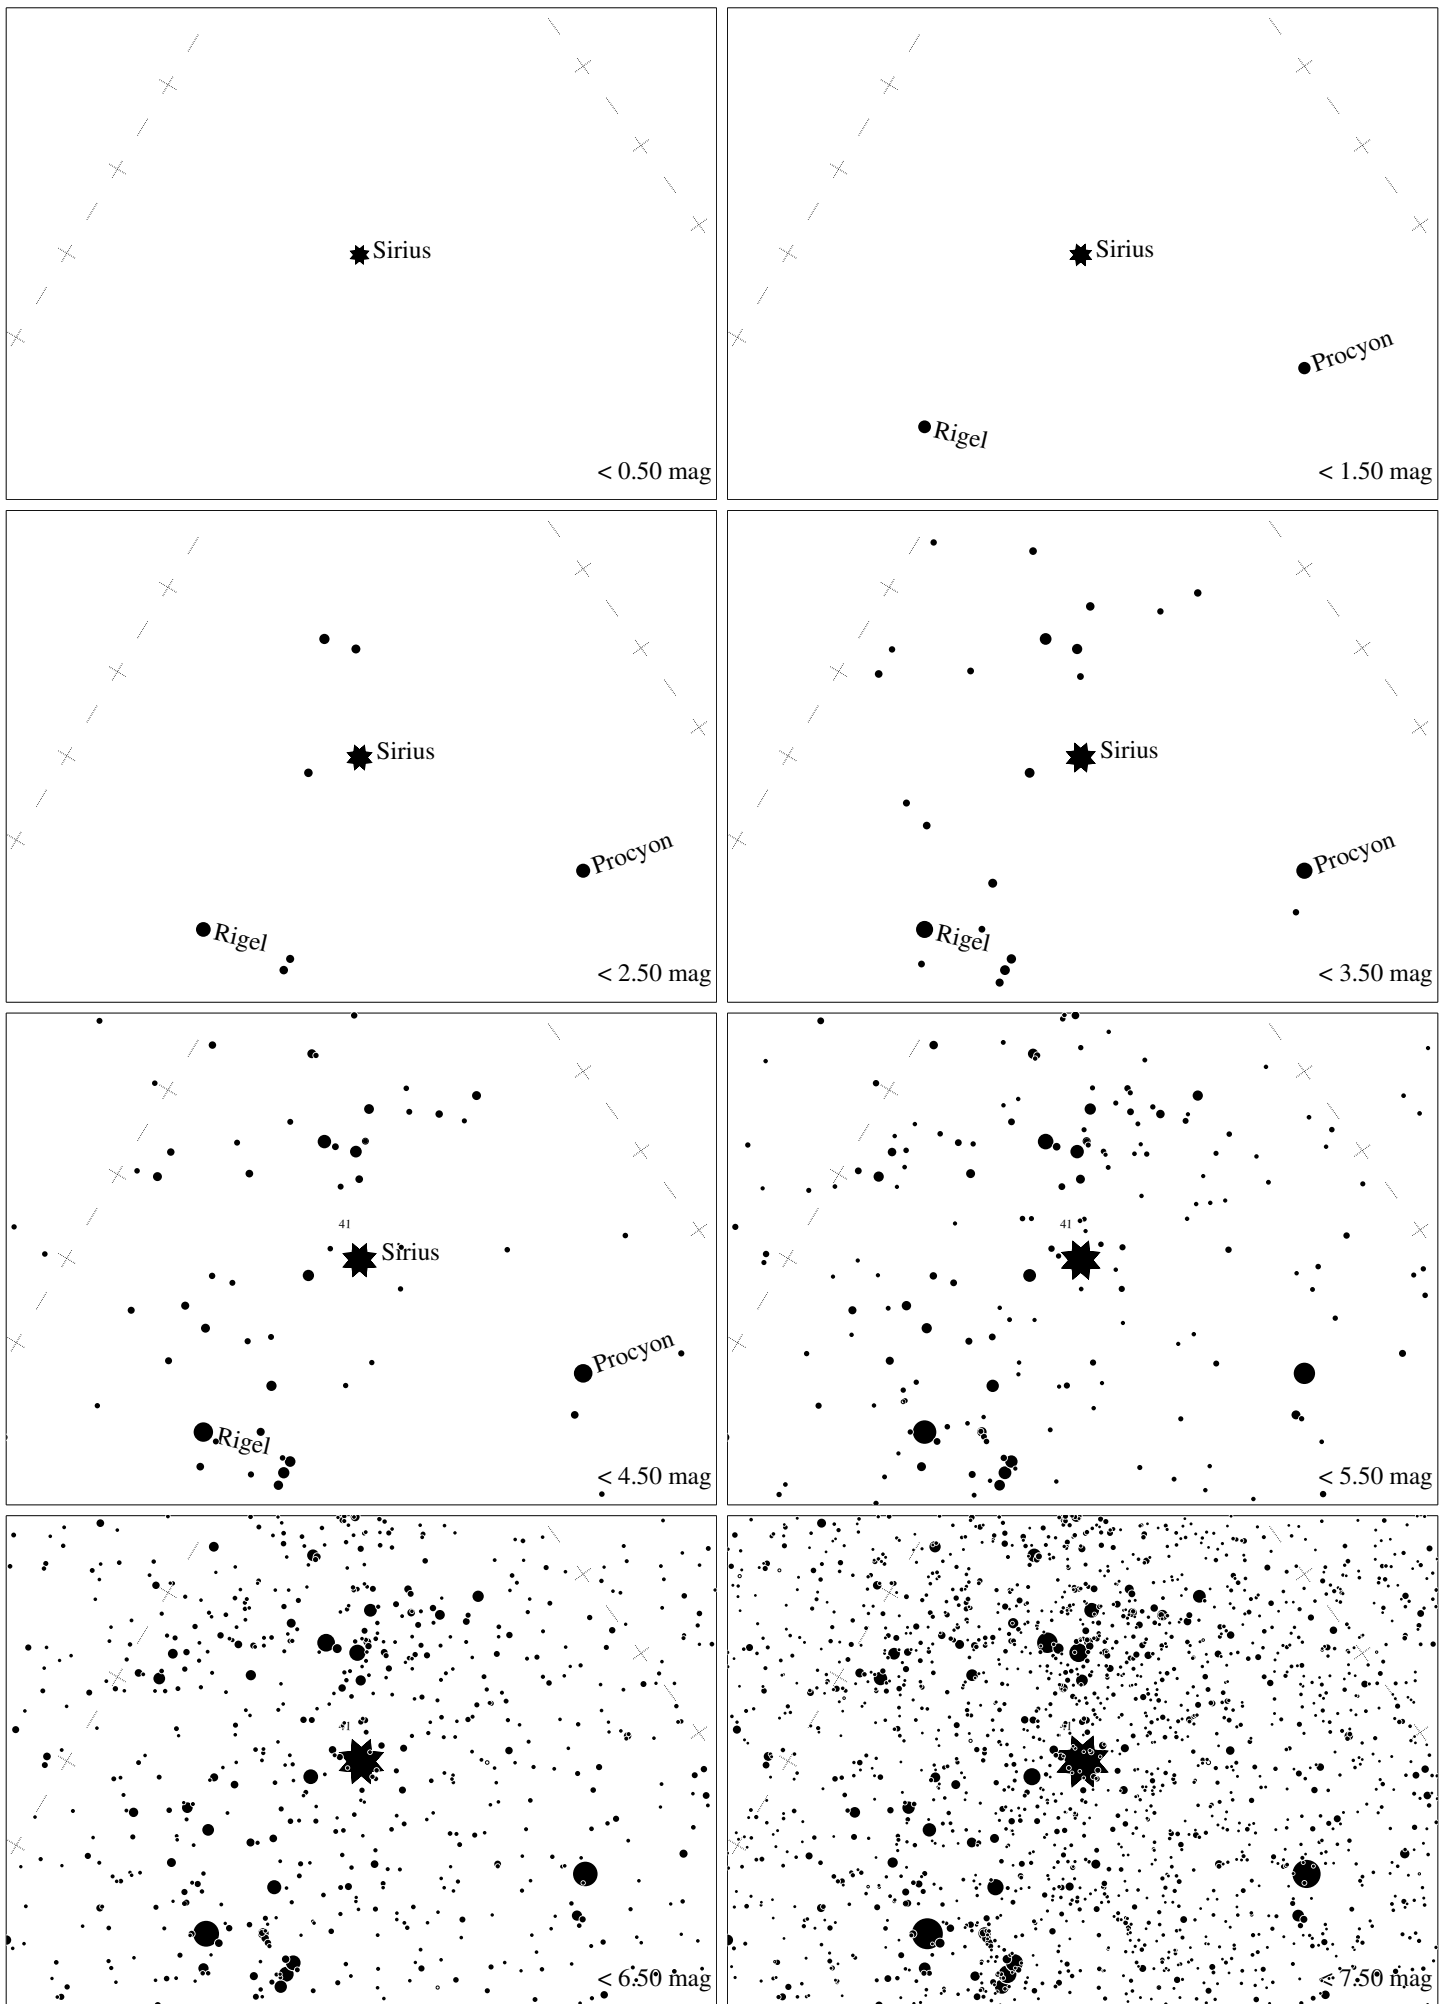 Sirius
< 0.50 mag
Sirius
Procyon
Rigel
< 1.50 mag
Sirius
Procyon
Rigel
< 2.50 mag
Sirius
Procyon
Rigel
< 3.50 mag
41
Sirius
Procyon
Rigel
< 4.50 mag
41
< 5.50 mag
41
< 6.50 mag
41
< 7.50 mag